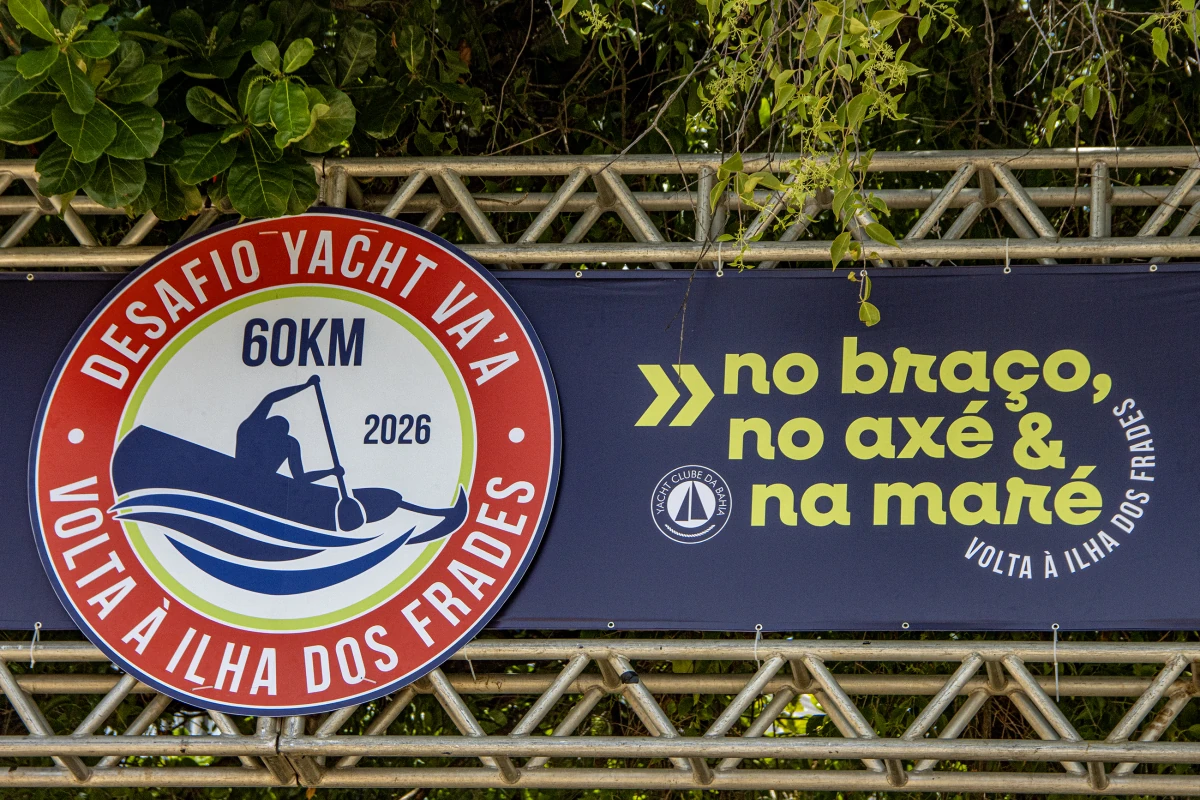 DESAFIO YACHT VA'A
60KM
2026
VOLTA À ILHA DOS FRADES
no braço,
no axé &
na maré
VOLTA À ILHA DOS FRADES
YACHT CLUBE DA BAHIA